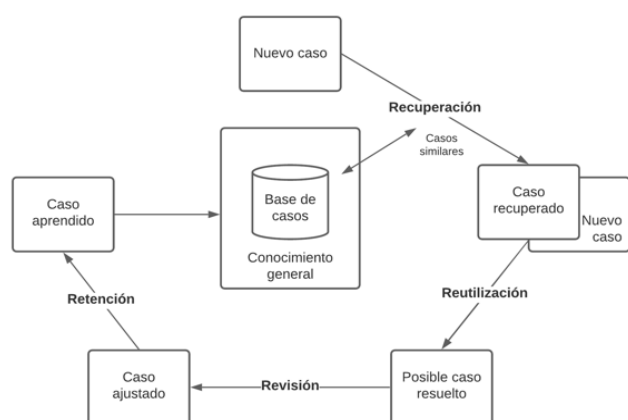 Nuevo caso
Recuperación
Casos
similares
Base de
casos
Conocimiento
general
Caso
recuperado
Nuevo
caso
Caso
aprendido
Retención
Reutilización
Caso
ajustado
Revisión
Posible caso
resuelto